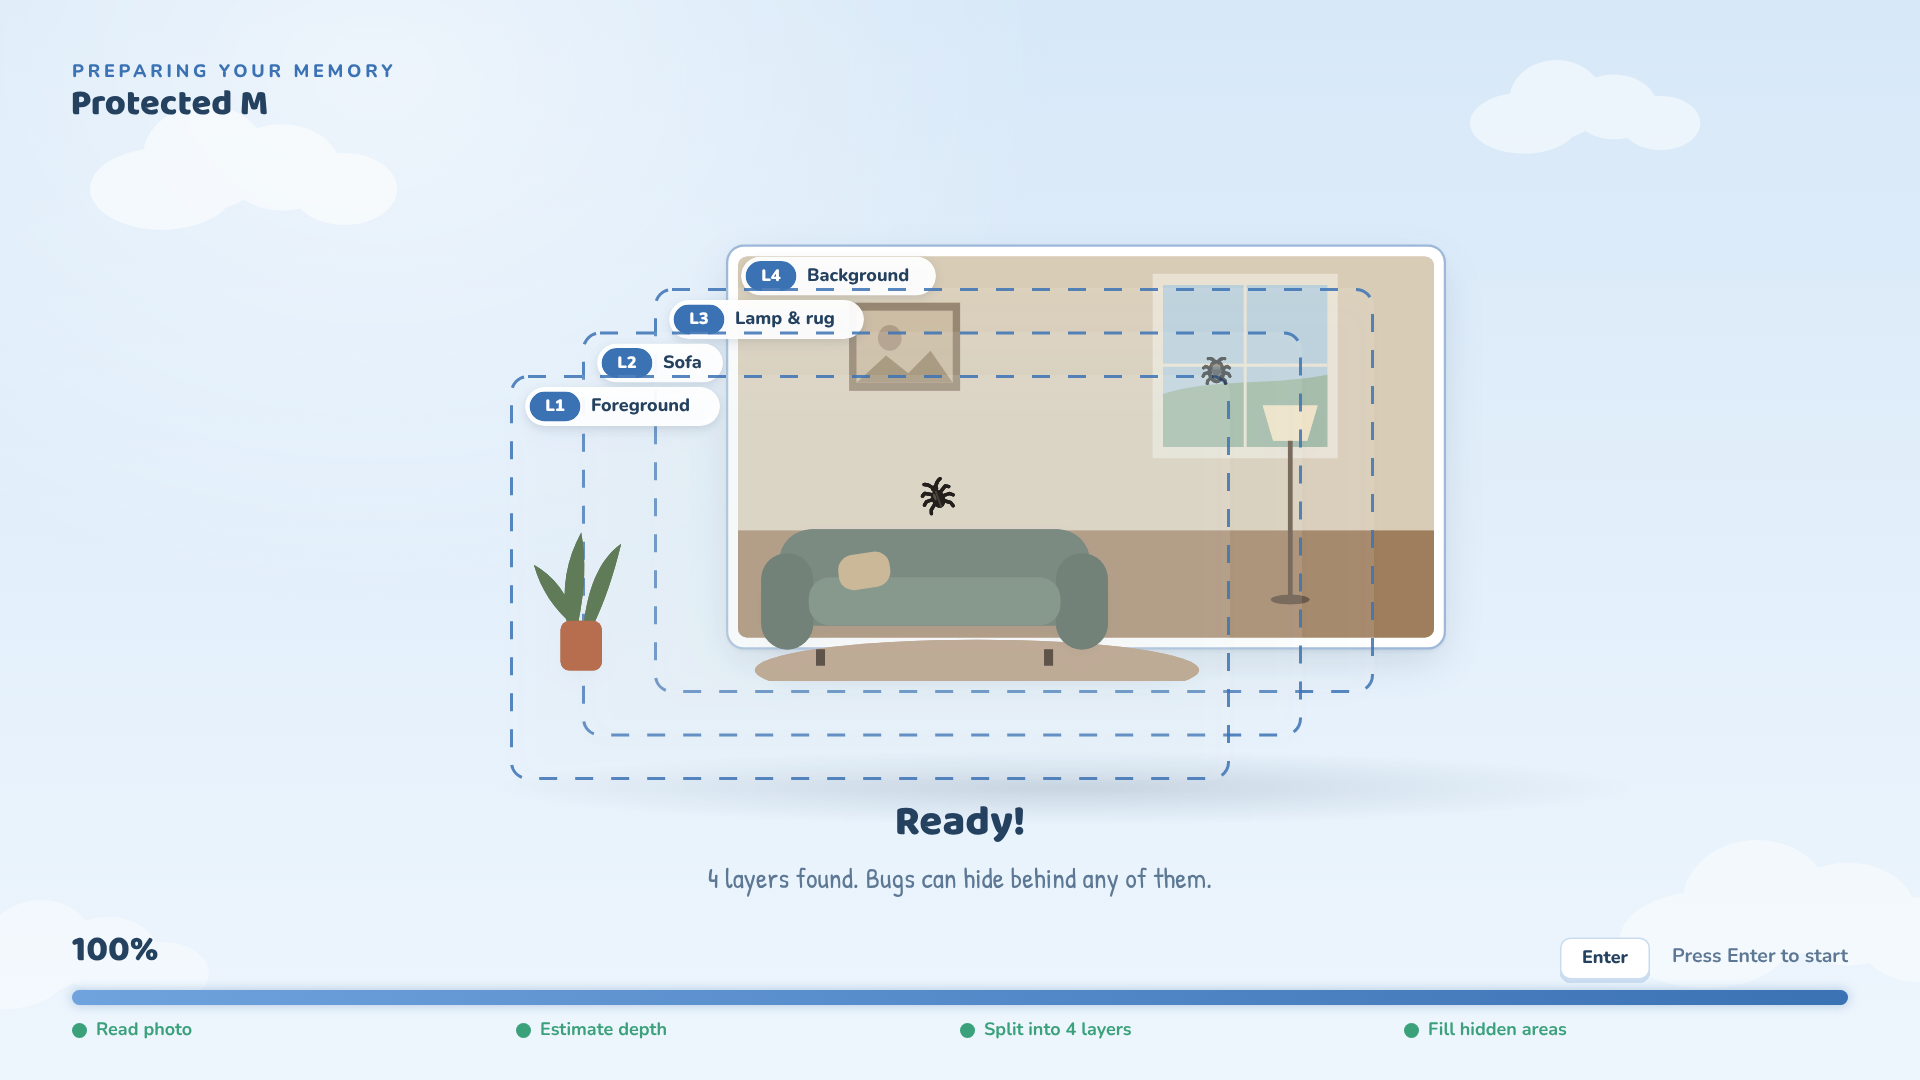 PREPARING YOUR MEMORY
Protected M
L4 Background
L3 Lamp & rug
L2 Sofa
L1 Foreground
Ready!
4 layers found. Bugs can hide behind any of them.
100%
Enter Press Enter to start
Read photo
Estimate depth
Split into 4 layers
Fill hidden areas